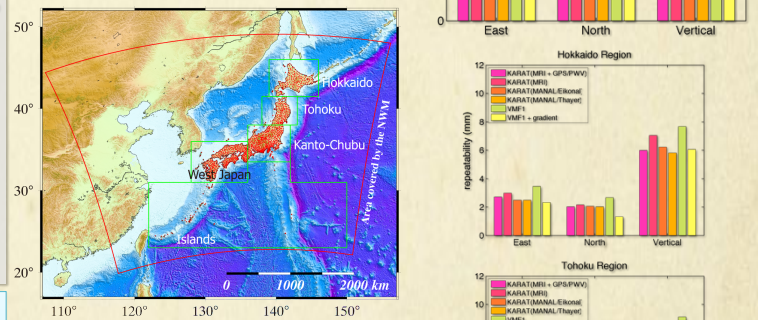 50°
40°
30°
20°
110°
120°
130°
140°
150°
Hokkaido
Tohoku
Kanto-Chubu
West Japan
Islands
Area covered by the NWM
0 1000 2000 km
0
East North Vertical
Hokkaido Region
12
10
8
6
4
2
0
repeatability (mm)
KARAT(MRI + GPS/PWV)
KARAT(MRI)
KARAT(MANAL/Eikonal)
KARAT(MANAL/Thayer)
VMF1
VMF1 + gradient
East North Vertical
Tohoku Region
12
10
KARAT(MRI + GPS/PWV)
KARAT(MRI)
KARAT(MANAL/Eikonal)
KARAT(MANAL/Thayer)
VMF1